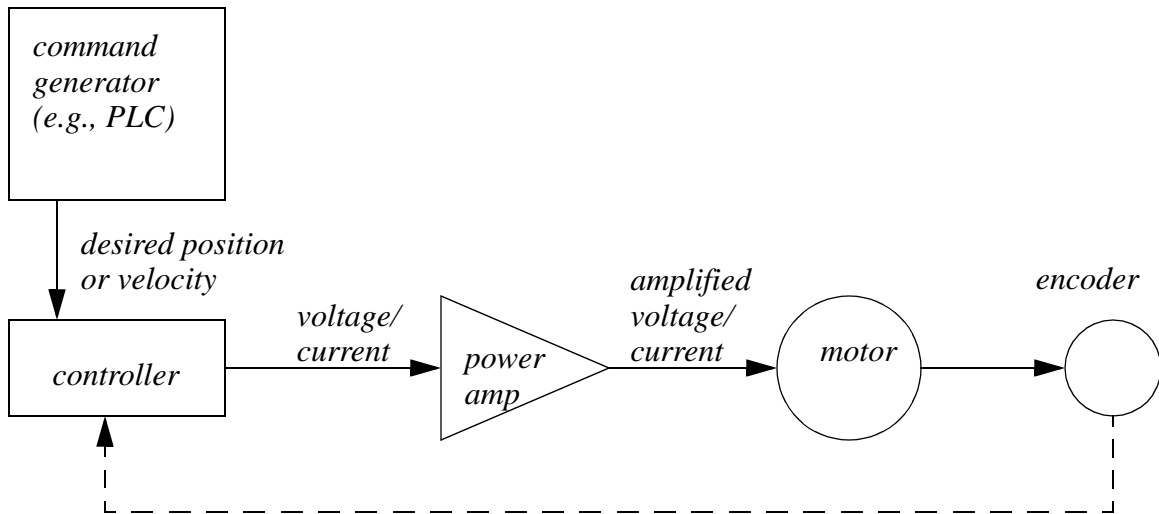 command
generator
(e.g., PLC)
desired position
or velocity
controller
voltage/
current
power
amp
amplified
voltage/
current
motor
encoder